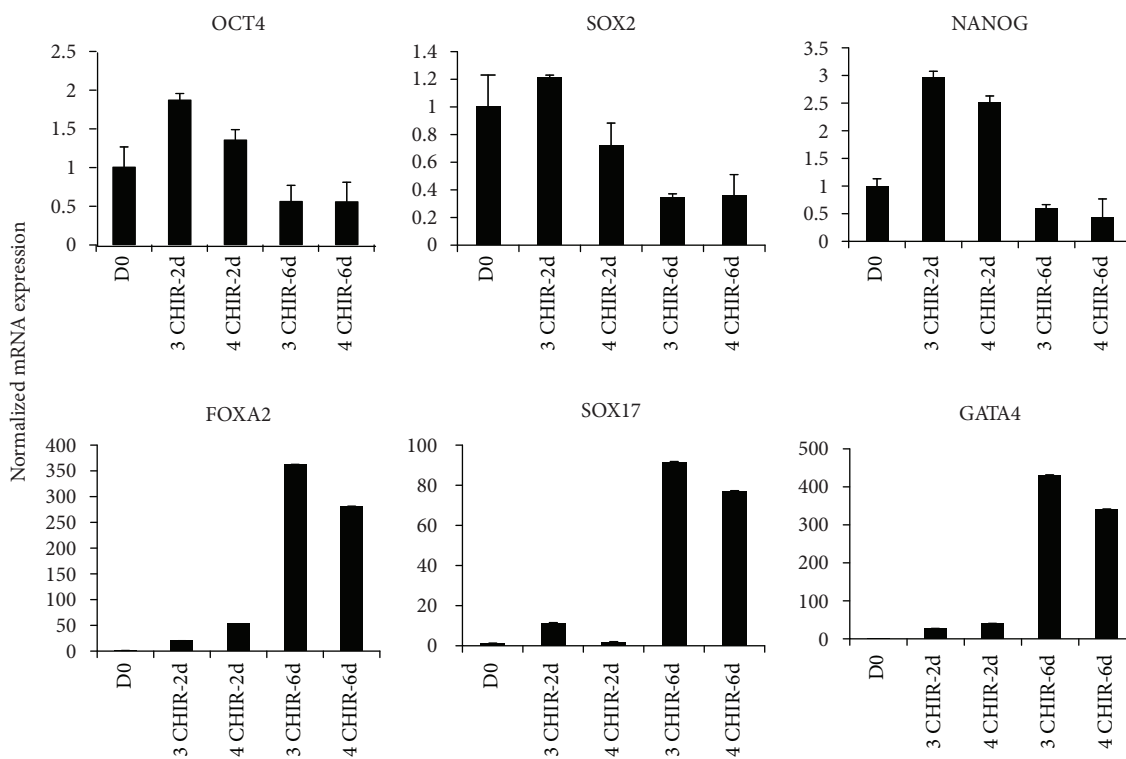 Normalized mRNA expression
OCT4
2.5
2
1.5
1
0.5
0
D0
3 CHIR-2d
4 CHIR-2d
3 CHIR-6d
4 CHIR-6d
SOX2
1.4
1.2
1
0.8
0.6
0.4
0.2
0
D0
3 CHIR-2d
4 CHIR-2d
3 CHIR-6d
4 CHIR-6d
NANOG
3.5
3
2.5
2
1.5
1
0.5
0
D0
3 CHIR-2d
4 CHIR-2d
3 CHIR-6d
4 CHIR-6d
FOXA2
400
350
300
250
200
150
100
50
0
D0
3 CHIR-2d
4 CHIR-2d
3 CHIR-6d
4 CHIR-6d
SOX17
100
80
60
40
20
0
D0
3 CHIR-2d
4 CHIR-2d
3 CHIR-6d
4 CHIR-6d
GATA4
500
400
300
200
100
0
D0
3 CHIR-2d
4 CHIR-2d
3 CHIR-6d
4 CHIR-6d